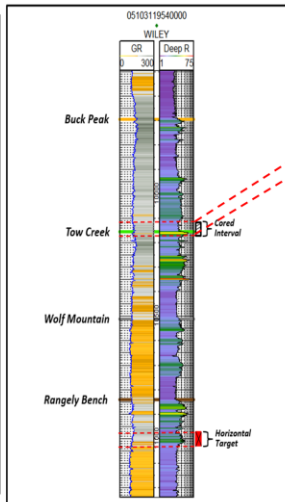 05103119540000
WILEY
GR Deep R
0 300 1 75
Buck Peak
Tow Creek
Cored
Interval
Wolf Mountain
Rangely Bench
Horizontal
Target